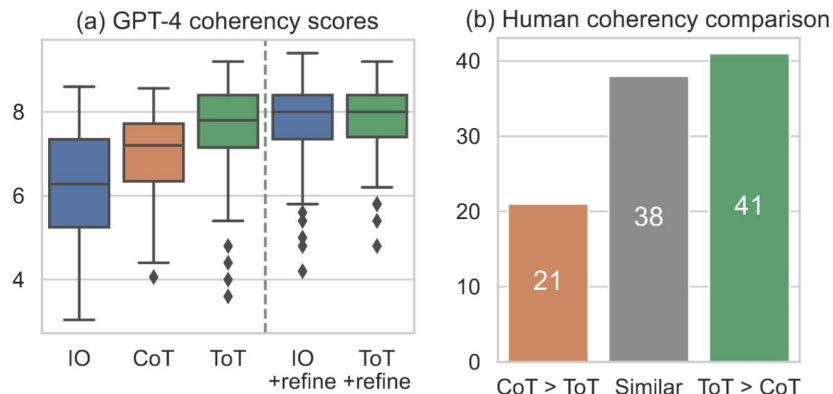 (a) GPT-4 coherency scores
8
6
4
IO CoT ToT IO +refine ToT +refine
(b) Human coherency comparison
40
30
20
10
0
21
38
41
CoT > ToT Similar ToT > CoT